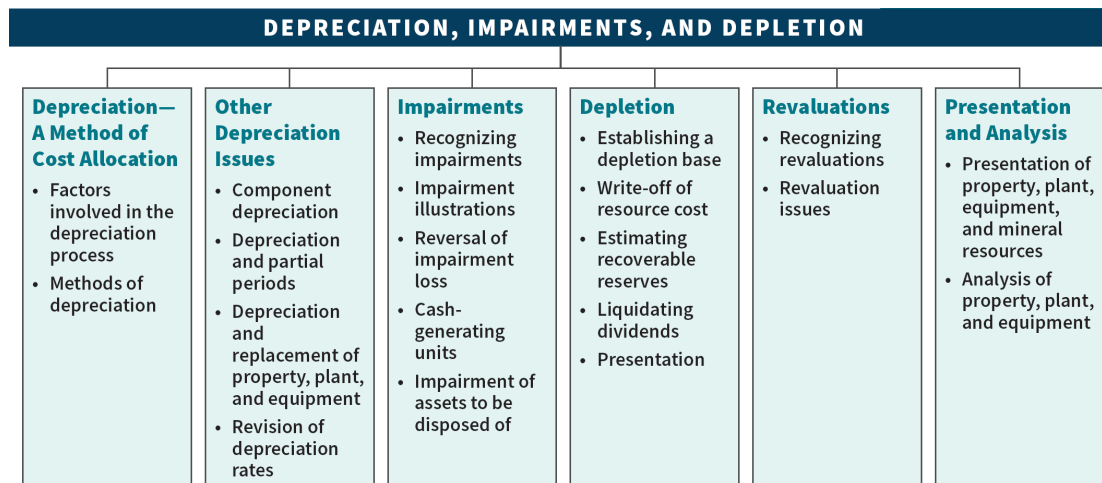 DEPRECIATION, IMPAIRMENTS, AND DEPLETION
Depreciation—
A Method of
Cost Allocation
• Factors
involved in the
depreciation
process
• Methods of
depreciation
Other
Depreciation
Issues
• Component
depreciation
• Depreciation
and partial
periods
• Depreciation
and
replacement of
property, plant,
and equipment
• Revision of
depreciation
rates
Impairments
• Recognizing
impairments
• Impairment
illustrations
• Reversal of
impairment
loss
• Cash-
generating
units
• Impairment of
assets to be
disposed of
Depletion
• Establishing a
depletion base
• Write-off of
resource cost
• Estimating
recoverable
reserves
• Liquidating
dividends
• Presentation
Revaluations
• Recognizing
revaluations
• Revaluation
issues
Presentation
and Analysis
• Presentation of
property, plant,
equipment,
and mineral
resources
• Analysis of
property, plant,
and equipment